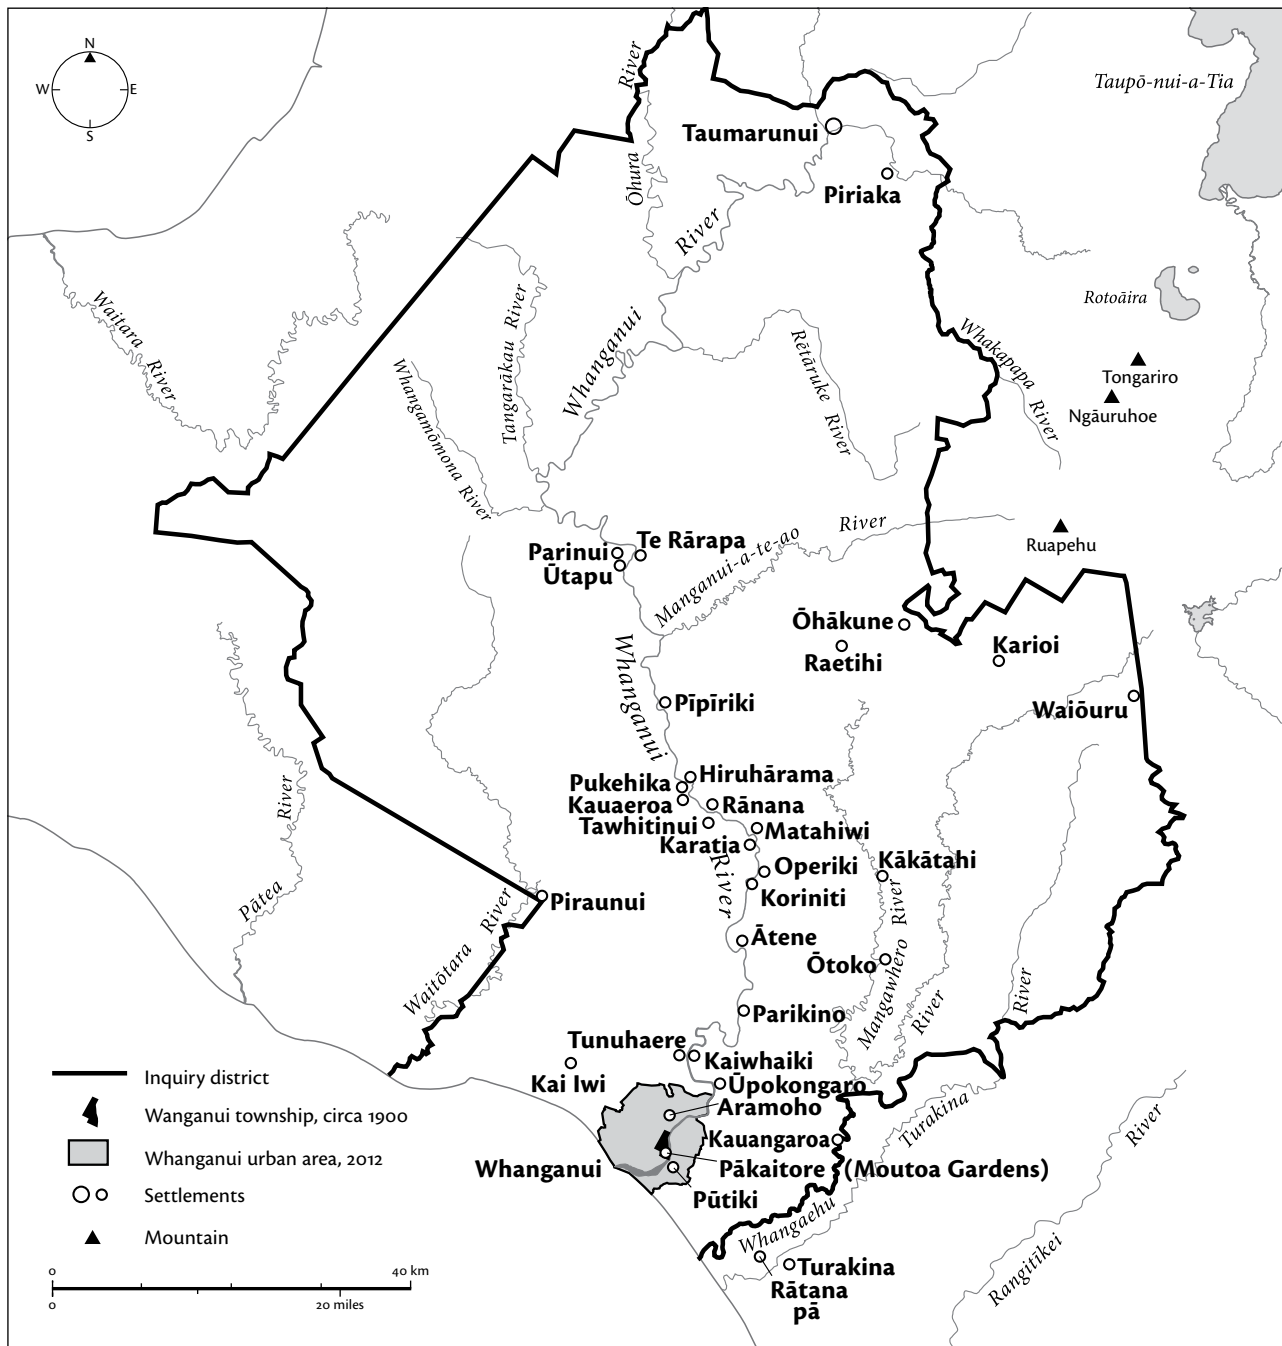 N
W
E
S
Taupō-nui-a-Tia
River
Taumarunui
Ōhura
Piriaka
River
Rotoāira
Waitara
River
Tangarākau River
Whanganui
Rētāruke
River
Whakapapa
River
Tongariro
Ngāuruhoe
Whangamōmona River
River
Manganui-a-te-ao
Ruapehu
Parinui
Te Rārapa
Ūtapu
Ōhākune
Raetihi
Karioi
Whanganui
Pīpīriki
Waiōuru
Hiruhārama
Pukehika
Kauaeroa
Rānana
Tawhitinui
Matahiwi
Karatia
River
Operiki
Kākātahi
Koriniti
River
Pātea
Piraunui
Waitōtara
River
Ātene
Ōtoko
Mangawhero
River
River
River
Parikino
Tunuhaere
Kaiwhaiki
Kai Iwi
Ūpokongaro
Aramoho
Turakina
River
Kauangaroa
Whanganui
Pākaitore (Moutoa Gardens)
Pūtiki
Whangaehu
Turakina
Rātana
pā
Rangitīkei
Inquiry district
Wanganui township, circa 1900
Whanganui urban area, 2012
Settlements
Mountain
0
40 km
0
20 miles